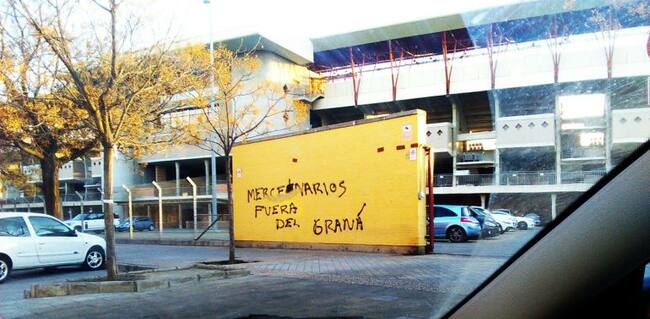 MERCENARIOS
FUERA
DEL GRANÁ